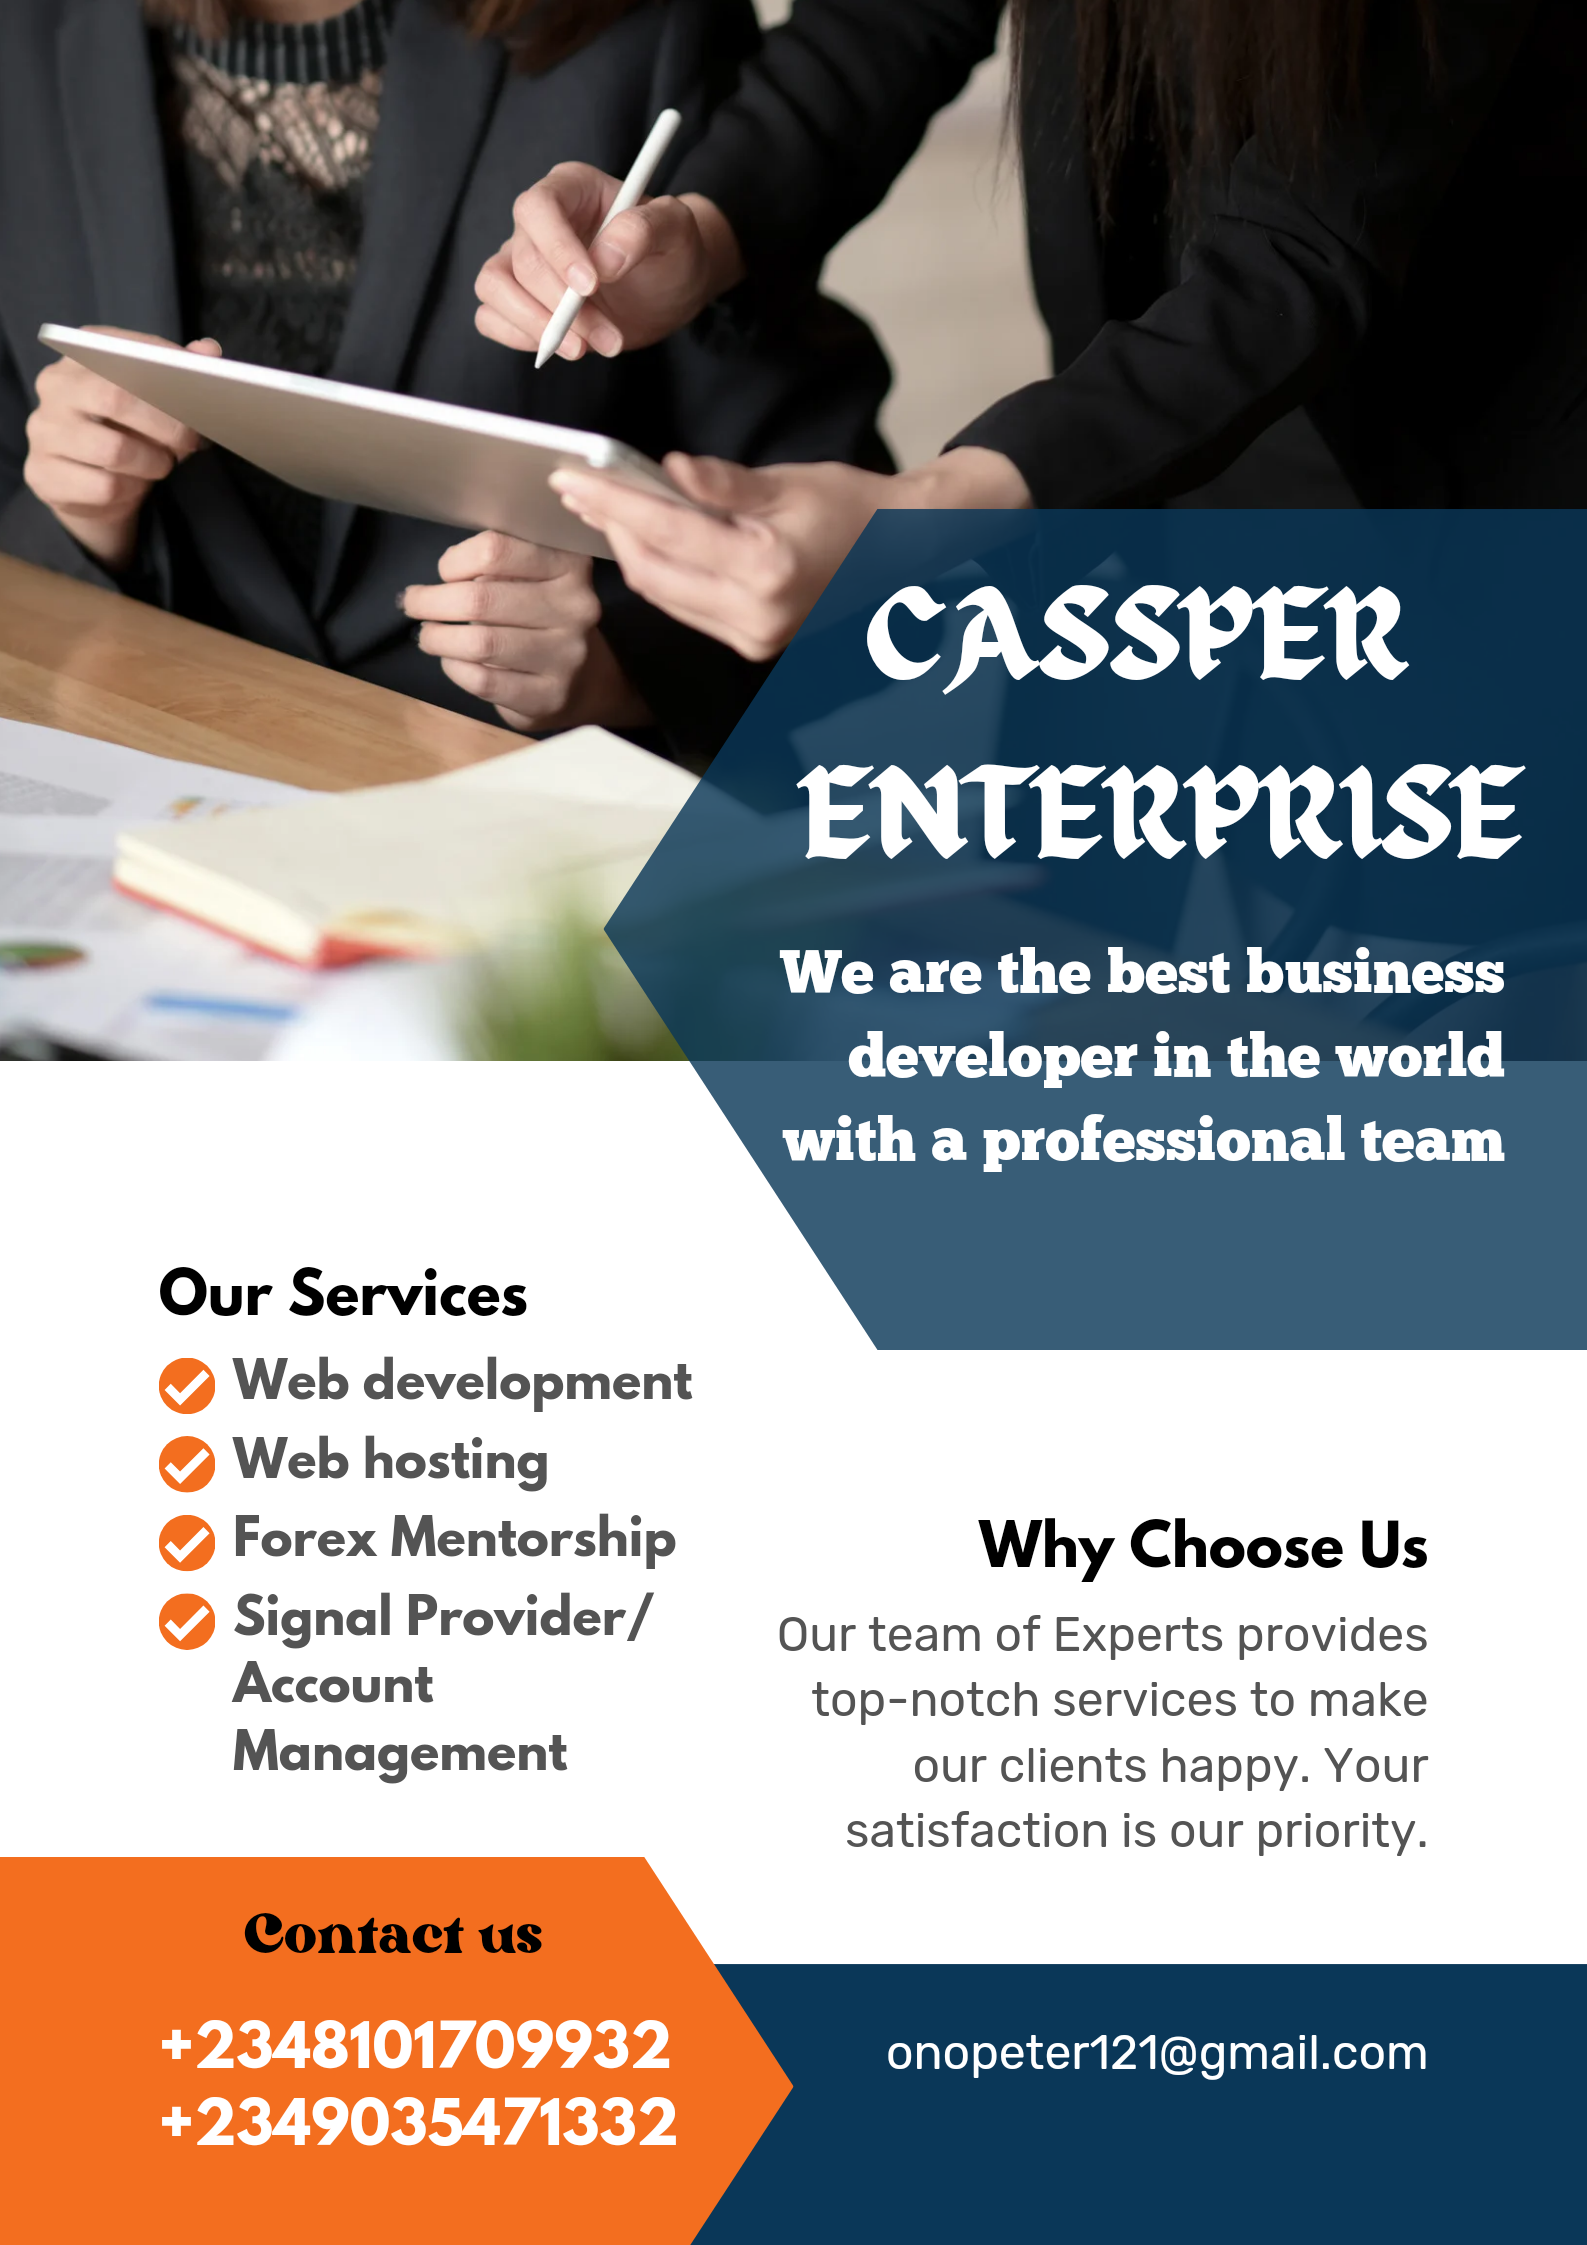 CASSPER
ENTERPRISE
We are the best business
developer in the world
with a professional team
Our Services
Web development
Web hosting
Forex Mentorship
Signal Provider/
Account
Management
Why Choose Us
Our team of Experts provides
top-notch services to make
our clients happy. Your
satisfaction is our priority.
Contact us
+2348101709932
+2349035471332
onopeter121@gmail.com